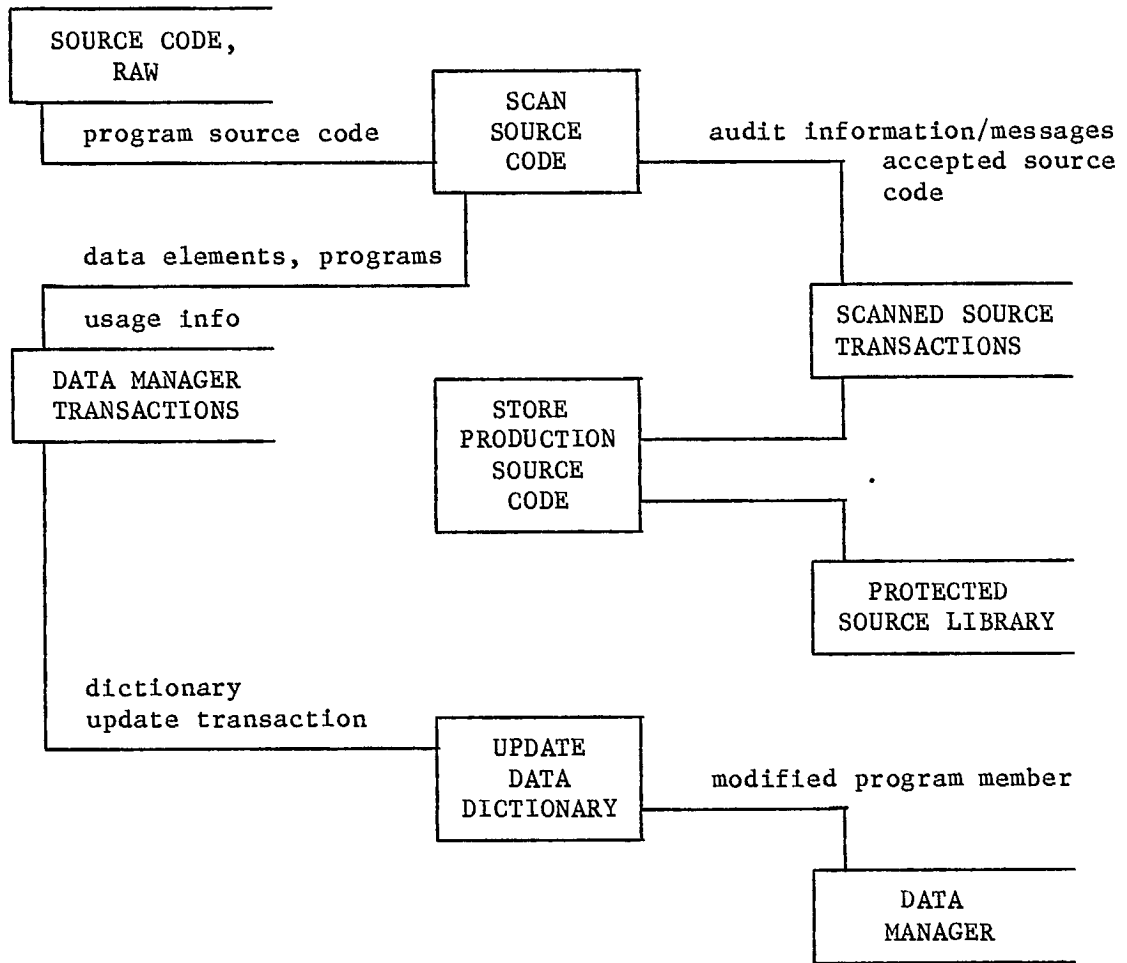 SOURCE CODE,
RAW
program source code
SCAN
SOURCE
CODE
audit information/messages
accepted source
code
data elements, programs
usage info
DATA MANAGER
TRANSACTIONS
SCANNED SOURCE
TRANSACTIONS
STORE
PRODUCTION
SOURCE
CODE
PROTECTED
SOURCE LIBRARY
dictionary
update transaction
UPDATE
DATA
DICTIONARY
modified program member
DATA
MANAGER